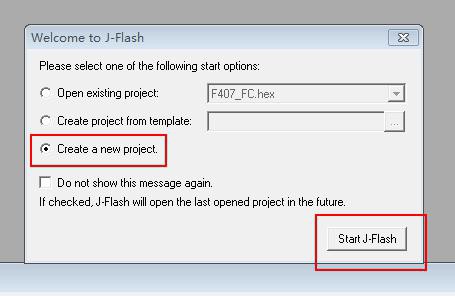 Welcome to J-Flash
Please select one of the following start options:
Open existing project:
F407_FC.hex
Create project from template:
...
Create a new project.
Do not show this message again.
If checked, J-Flash will open the last opened project in the future.
Start J-Flash